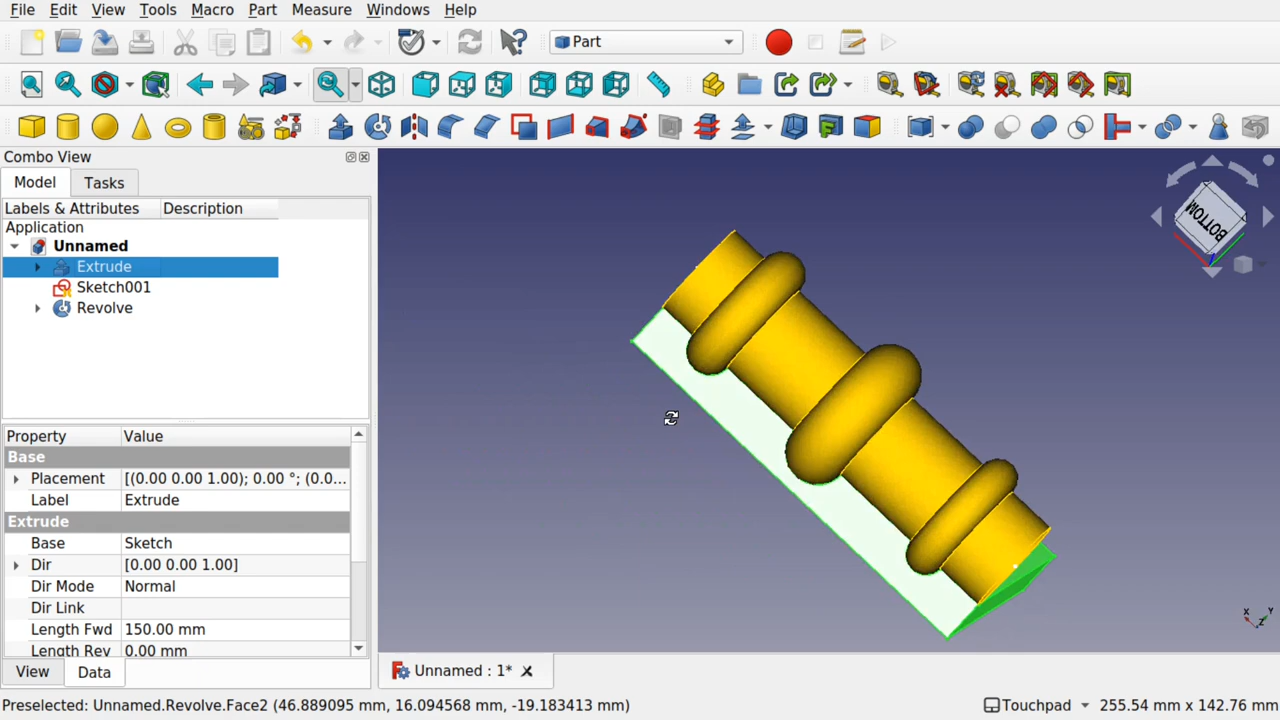 File Edit View Tools Macro Part Measure Windows Help
Part
Combo View
Model Tasks
Labels & Attributes Description
Application
Unnamed
Extrude
Sketch001
Revolve
Property Value
Base
Placement [(0.00 0.00 1.00); 0.00 °; (0.0...
Label Extrude
Extrude
Base Sketch
Dir [0.00 0.00 1.00]
Dir Mode Normal
Dir Link
Length Fwd 150.00 mm
Length Rev 0.00 mm
View Data
BOTTOM
X Y
Z
Unnamed : 1*
Preselected: Unnamed.Revolve.Face2 (46.889095 mm, 16.094568 mm, -19.183413 mm) Touchpad 255.54 mm x 142.76 mm